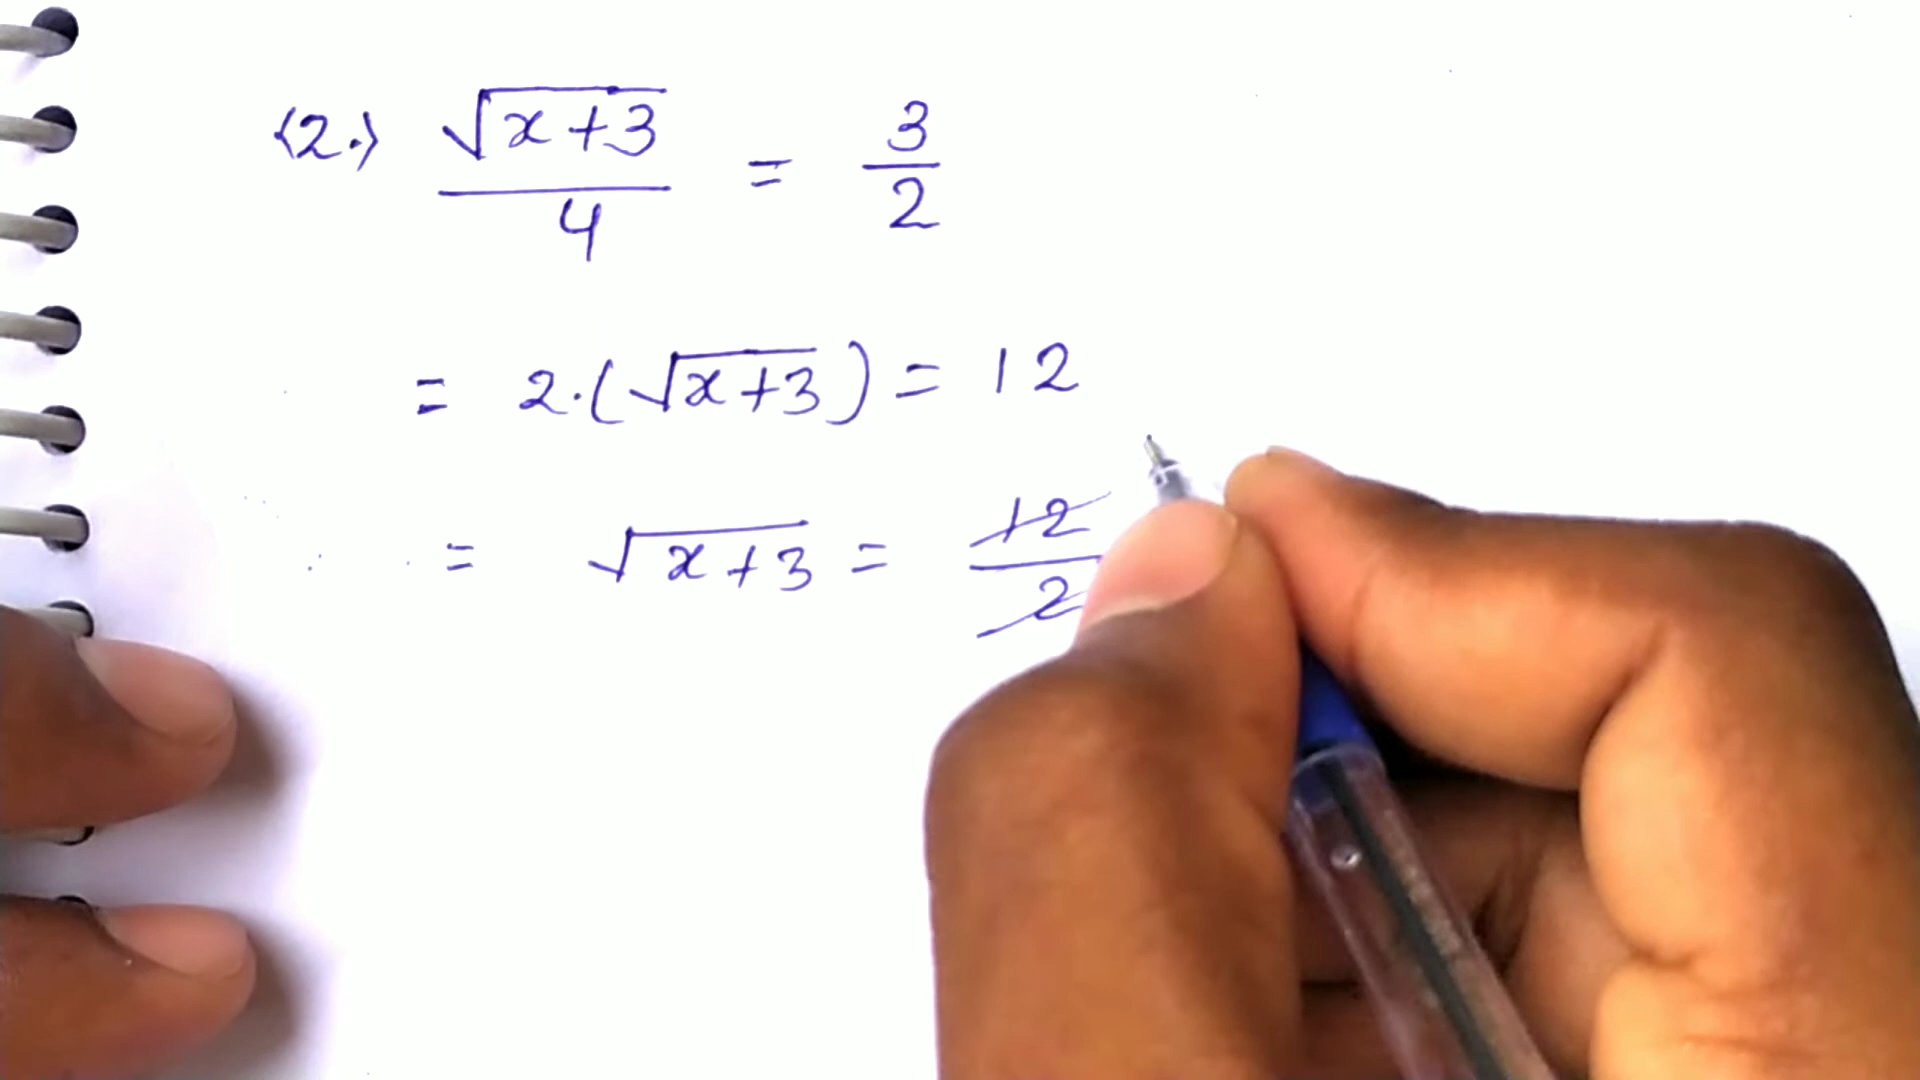 (2.) √(x+3)/4 = 3/2
= 2.(√(x+3)) = 12
= √(x+3) = 12/2